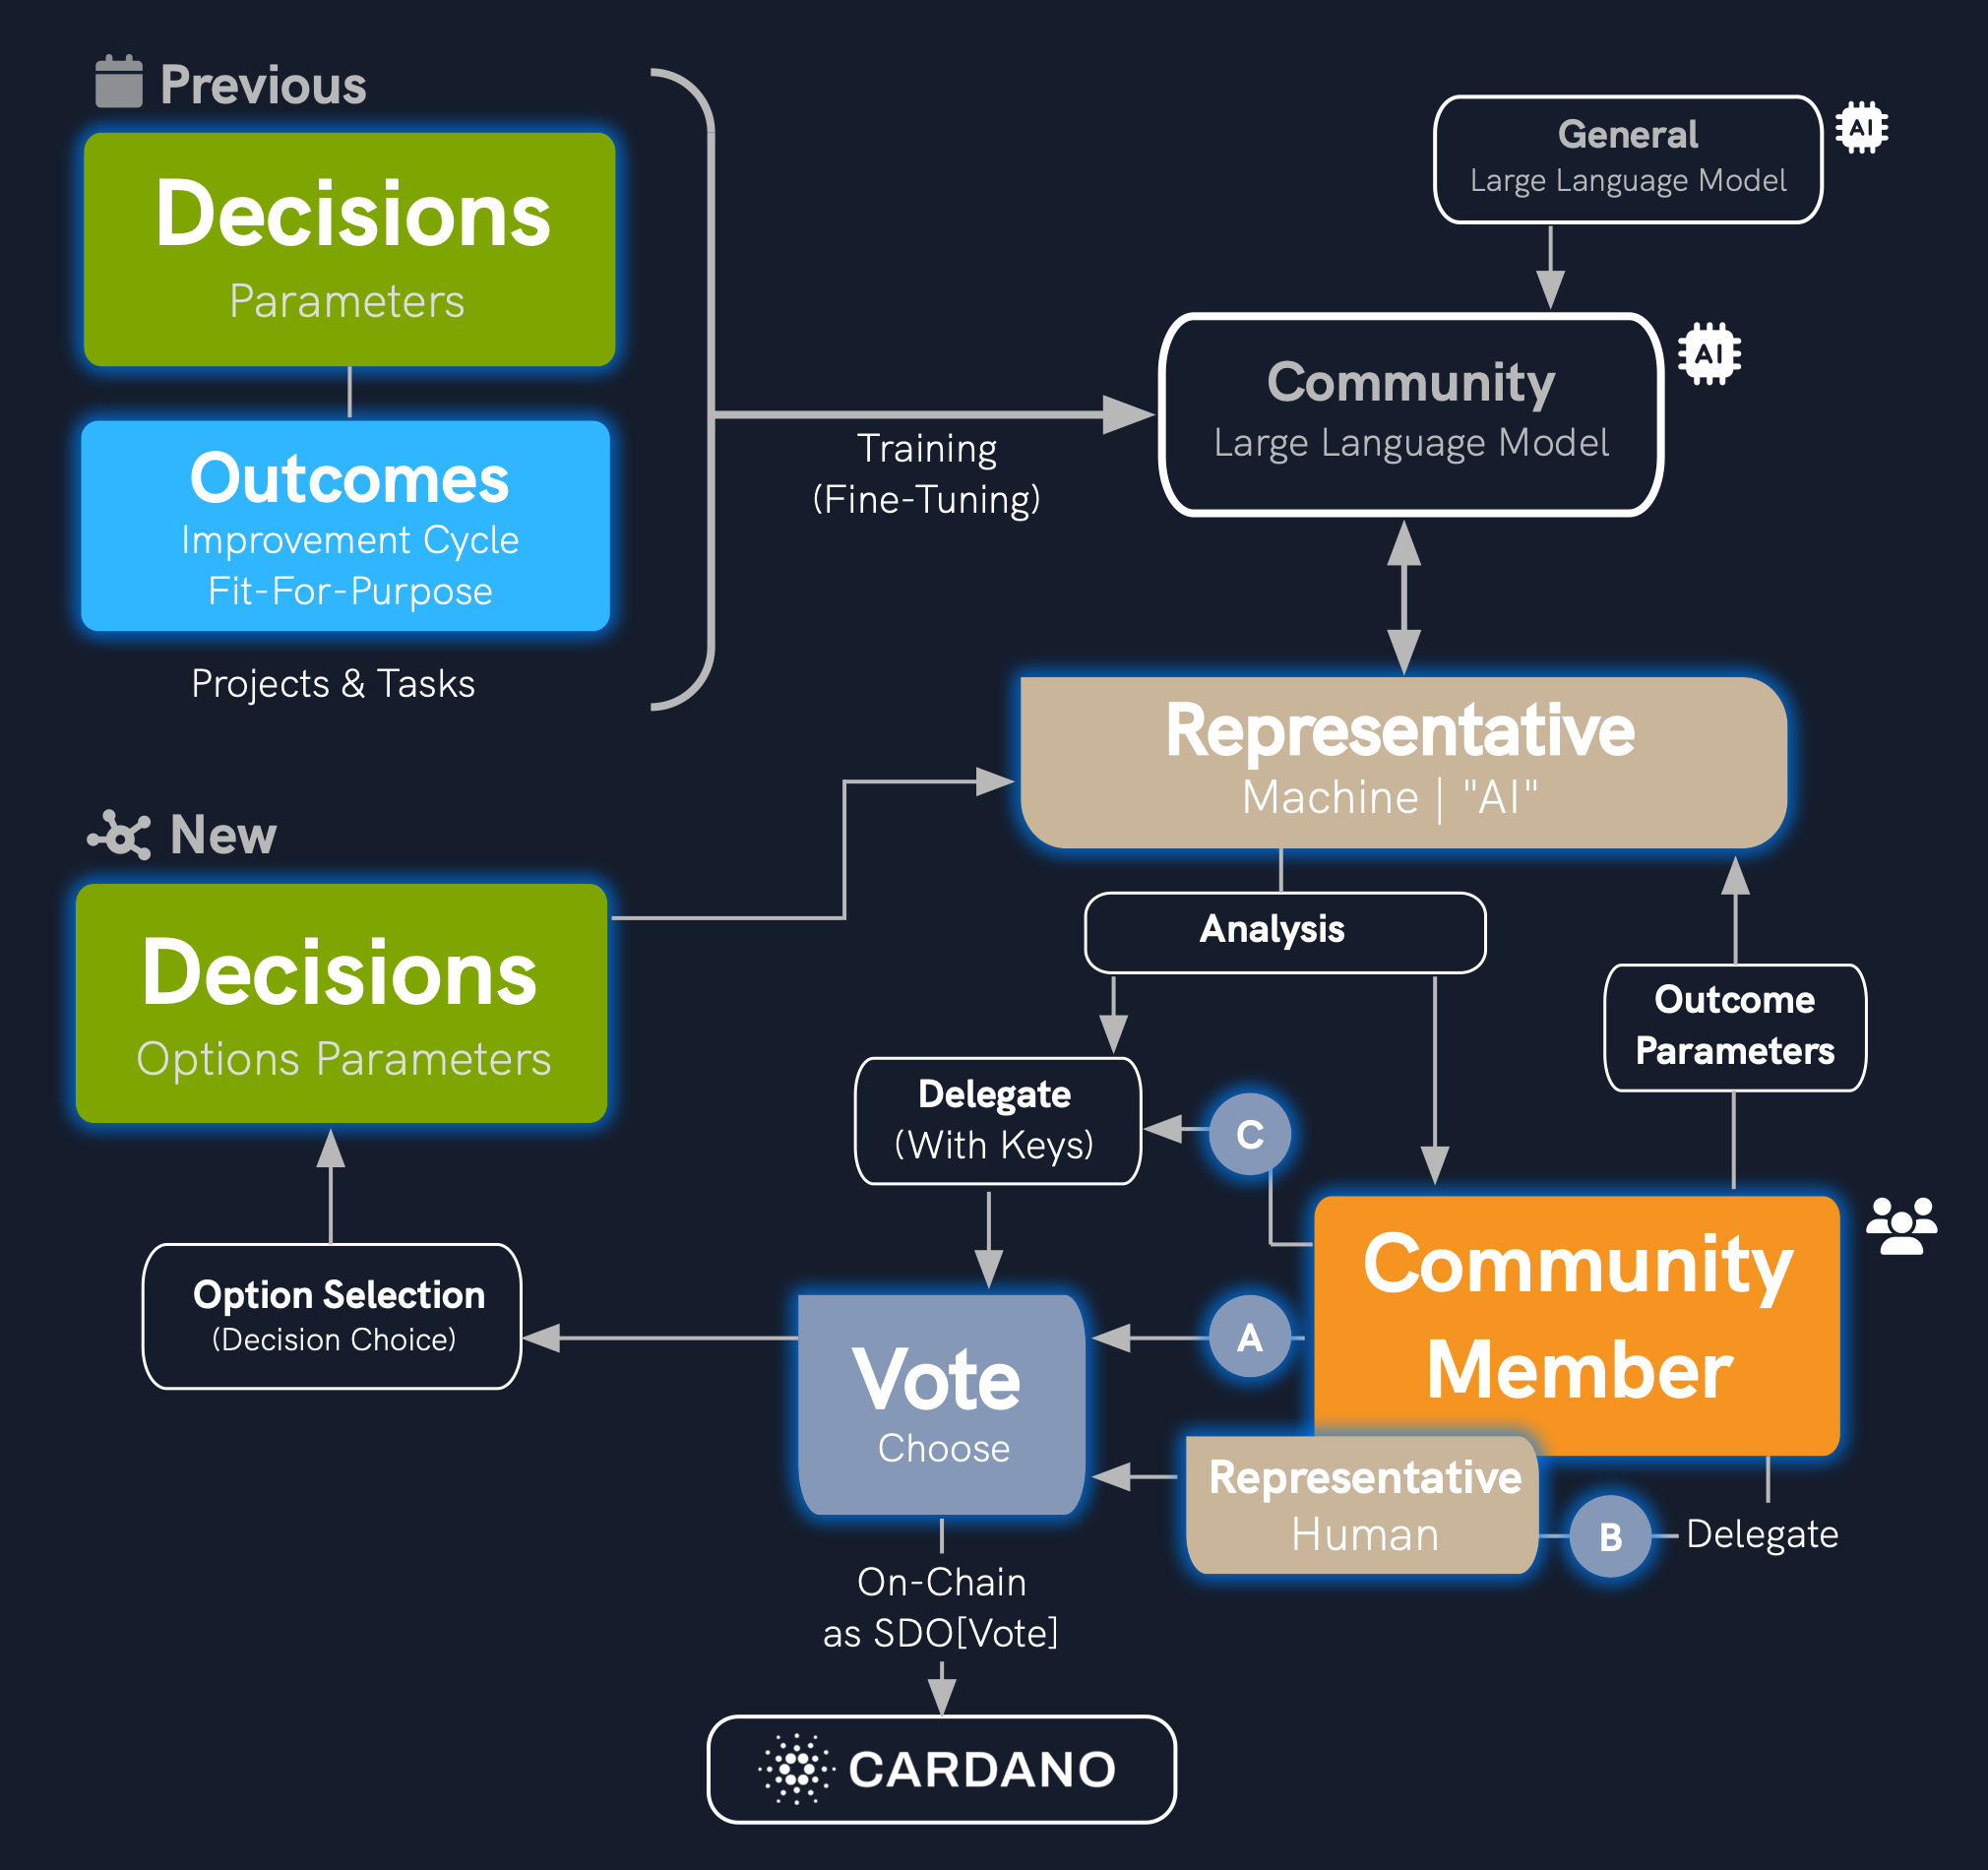 Previous
Decisions
Parameters
Outcomes
Improvement Cycle
Fit-For-Purpose
Projects & Tasks
Training
(Fine-Tuning)
General
Large Language Model
AI
Community
Large Language Model
AI
Representative
Machine | "AI"
New
Decisions
Options Parameters
Analysis
Outcome
Parameters
Delegate
(With Keys)
C
Community
Member
Option Selection
(Decision Choice)
Vote
Choose
A
Representative
Human
B
Delegate
On-Chain
as SDO[Vote]
CARDANO